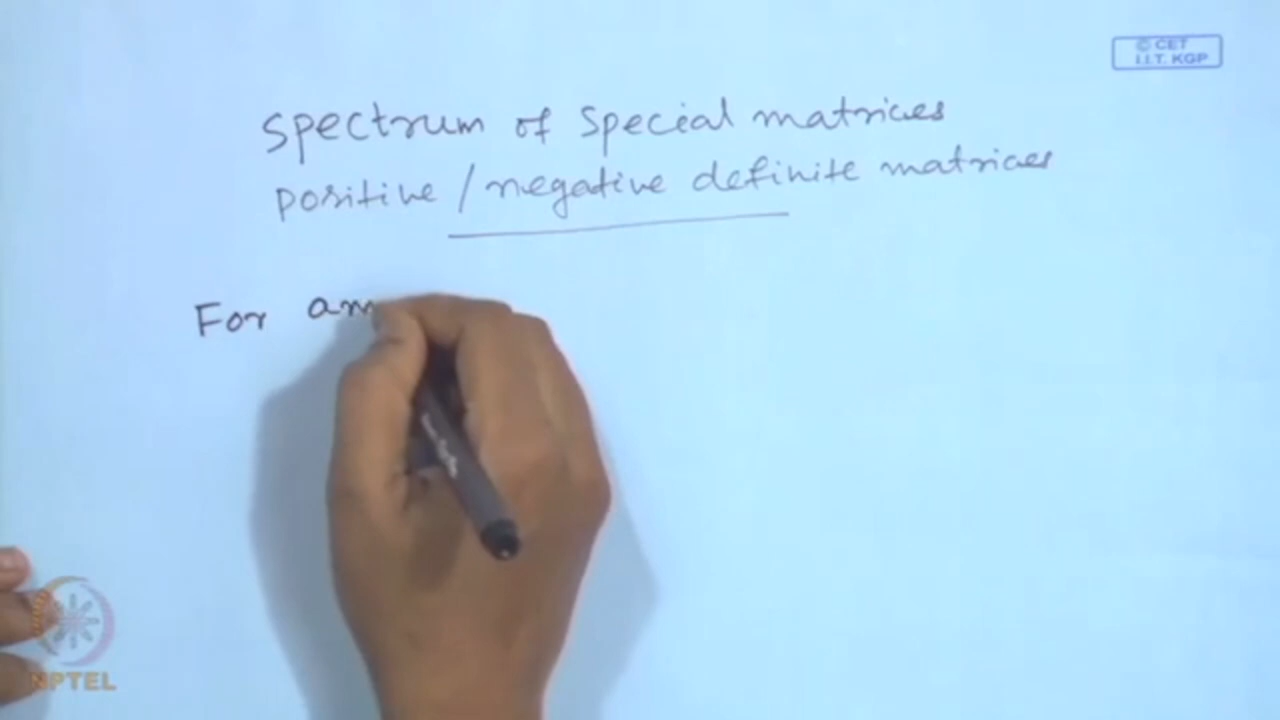 © CET
I.I.T. KGP
Spectrum of Special matrices
positive / negative definite matrices
For an
NPTEL